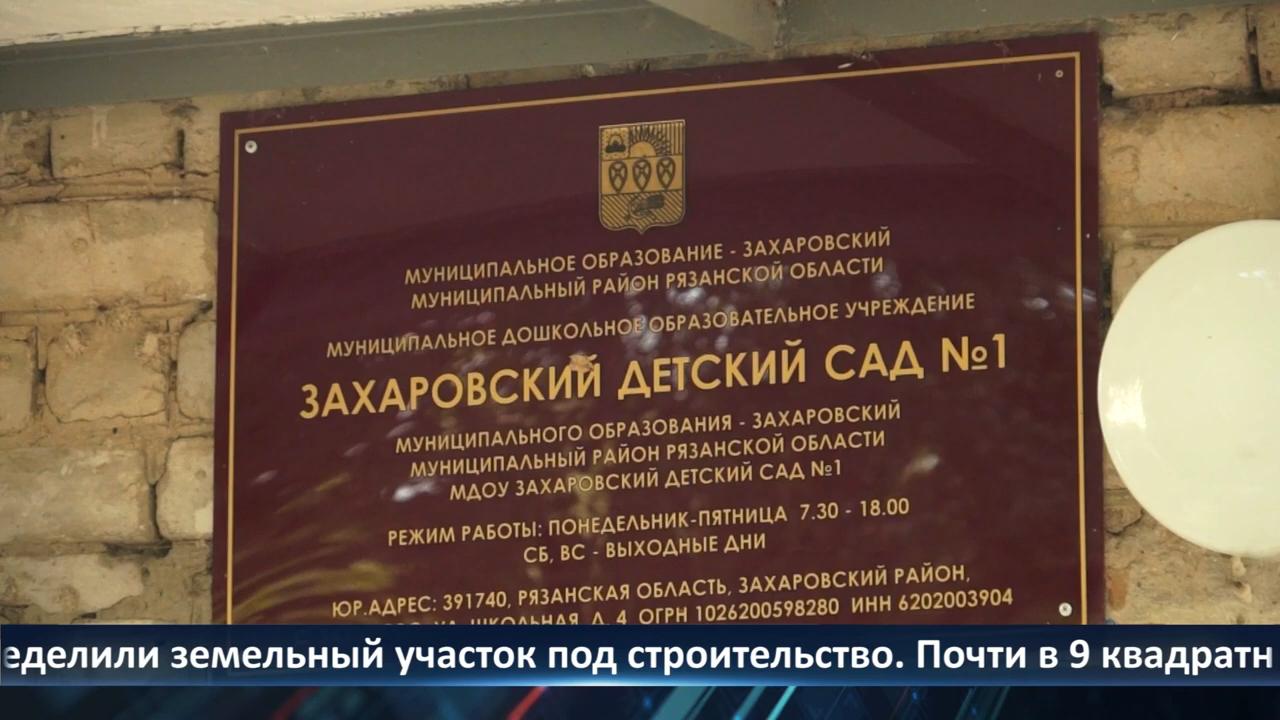 МУНИЦИПАЛЬНОЕ ОБРАЗОВАНИЕ - ЗАХАРОВСКИЙ
МУНИЦИПАЛЬНЫЙ РАЙОН РЯЗАНСКОЙ ОБЛАСТИ
МУНИЦИПАЛЬНОЕ ДОШКОЛЬНОЕ ОБРАЗОВАТЕЛЬНОЕ УЧРЕЖДЕНИЕ
ЗАХАРОВСКИЙ ДЕТСКИЙ САД №1
МУНИЦИПАЛЬНОГО ОБРАЗОВАНИЯ - ЗАХАРОВСКИЙ
МУНИЦИПАЛЬНЫЙ РАЙОН РЯЗАНСКОЙ ОБЛАСТИ
МДОУ ЗАХАРОВСКИЙ ДЕТСКИЙ САД №1
РЕЖИМ РАБОТЫ: ПОНЕДЕЛЬНИК-ПЯТНИЦА 7.30 - 18.00
СБ, ВС - ВЫХОДНЫЕ ДНИ
ЮР.АДРЕС: 391740, РЯЗАНСКАЯ ОБЛАСТЬ, ЗАХАРОВСКИЙ РАЙОН,
УЛ. ШКОЛЬНАЯ, Д. 4 ОГРН 1026200598280 ИНН 6202003904
еделили земельный участок под строительство. Почти в 9 квадратн